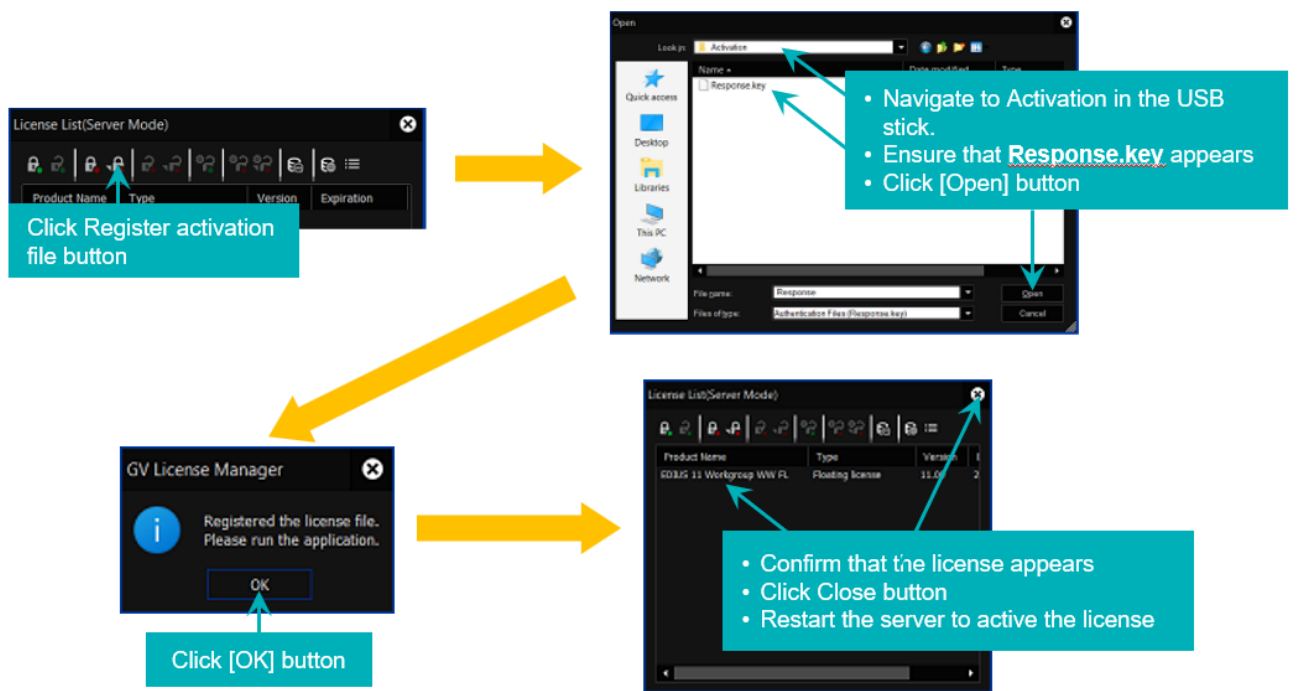 License List(Server Mode)
Product Name Type Version Expiration
Click Register activation
file button
Open
Look in: Activation
Name Date modified Type
Response.key
Quick access
Desktop
Libraries
This PC
Network
File name: Response
Files of type: Authentication Files (Response.key)
Open
Cancel
• Navigate to Activation in the USB
stick.
• Ensure that Response.key appears
• Click [Open] button
GV License Manager
Registered the license file.
Please run the application.
OK
Click [OK] button
License List(Server Mode)
Product Name Type Version
EDIUS 11 Workgroup WW FL Floating license 11.00 2
• Confirm that the license appears
• Click Close button
• Restart the server to active the license